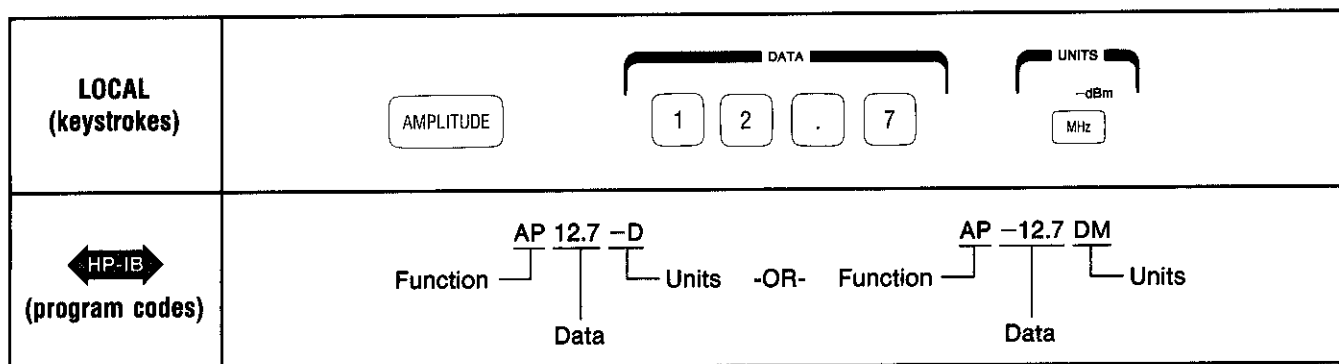 LOCAL
(keystrokes)
AMPLITUDE
DATA
1 2 . 7
UNITS
–dBm
MHz
HP-IB
(program codes)
AP 12.7 –D
Function Units
Data
-OR-
AP –12.7 DM
Function Units
Data